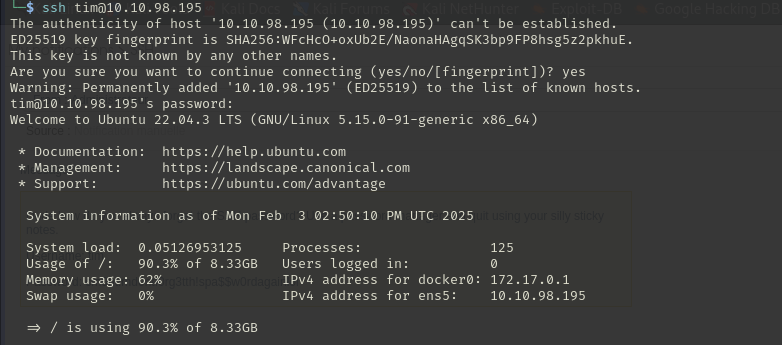 └─$ ssh tim@10.10.98.195
The authenticity of host '10.10.98.195 (10.10.98.195)' can't be established.
ED25519 key fingerprint is SHA256:WFcHcO+oxUb2E/NaonaHAgqSK3bp9FP8hsg5z2pkhuE.
This key is not known by any other names.
Are you sure you want to continue connecting (yes/no/[fingerprint])? yes
Warning: Permanently added '10.10.98.195' (ED25519) to the list of known hosts.
tim@10.10.98.195's password:
Welcome to Ubuntu 22.04.3 LTS (GNU/Linux 5.15.0-91-generic x86_64)
* Documentation:  https://help.ubuntu.com
* Management:     https://landscape.canonical.com
* Support:        https://ubuntu.com/advantage
System information as of Mon Feb  3 02:50:10 PM UTC 2025
System load:  0.05126953125     Processes:                125
Usage of /:   90.3% of 8.33GB   Users logged in:          0
Memory usage: 62%               IPv4 address for docker0: 172.17.0.1
Swap usage:   0%                IPv4 address for ens5:    10.10.98.195
=> / is using 90.3% of 8.33GB